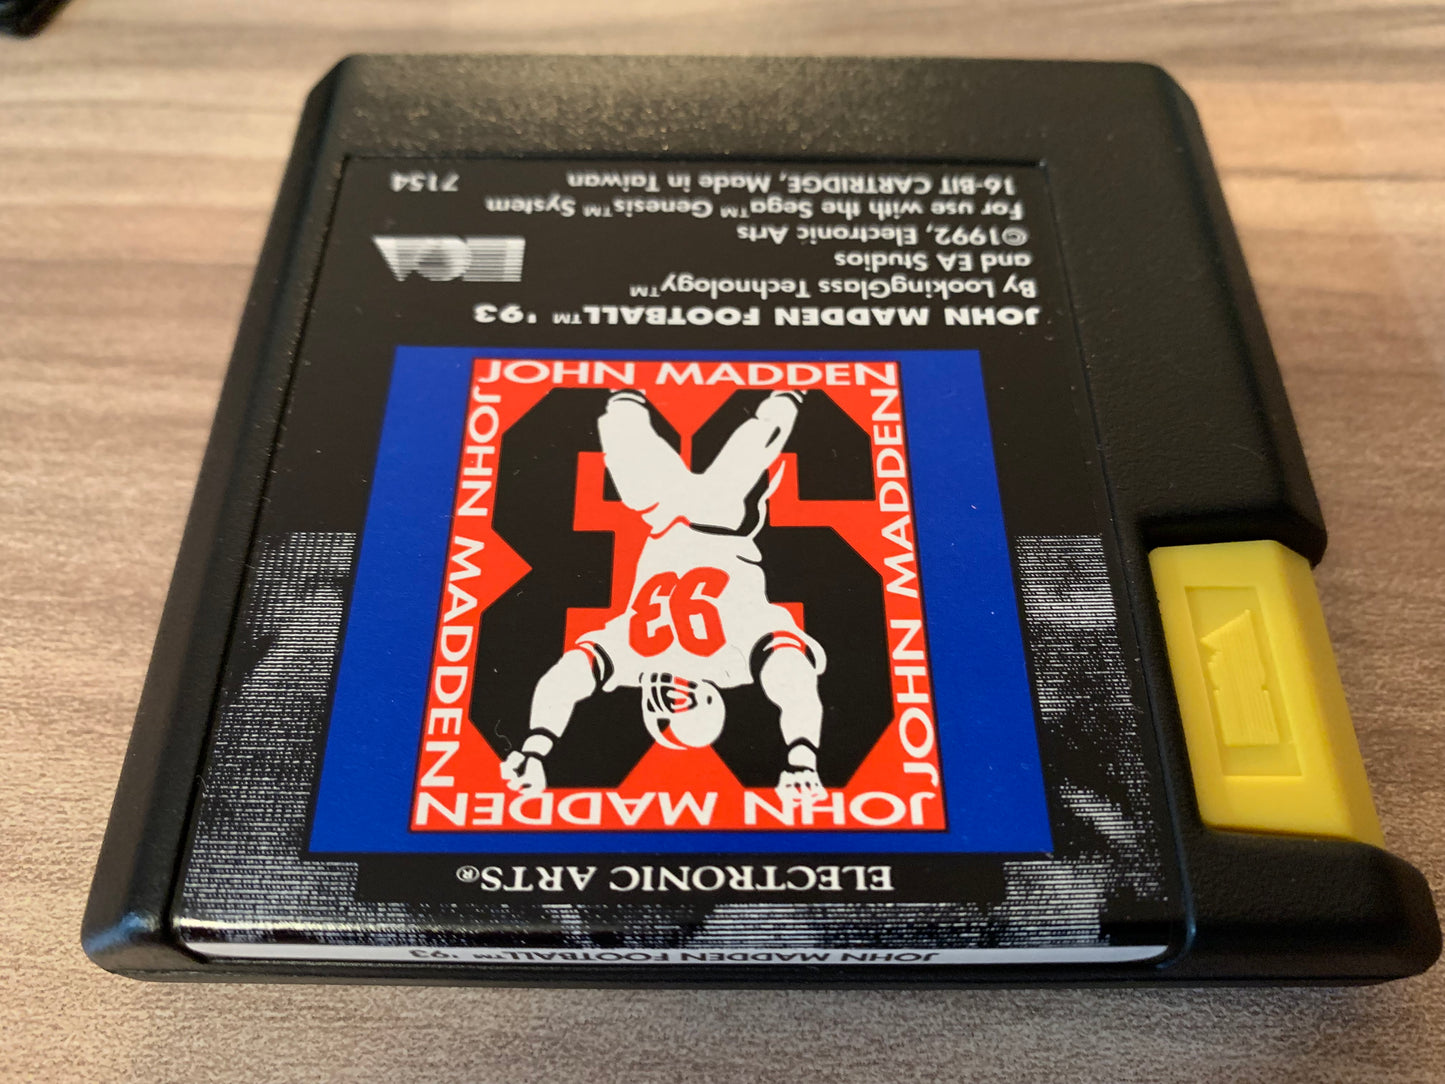 JOHN MADDEN FOOTBALL™ '93
ELECTRONIC ARTS®
JOHN MADDEN
JOHN MADDEN
JOHN MADDEN
JOHN MADDEN
93
JOHN MADDEN FOOTBALL™ '93
By LookingGlass Technology™
and EA Studios
©1992, Electronic Arts
For use with the Sega™ Genesis™ System
16-BIT CARTRIDGE, Made in Taiwan
EA
7154